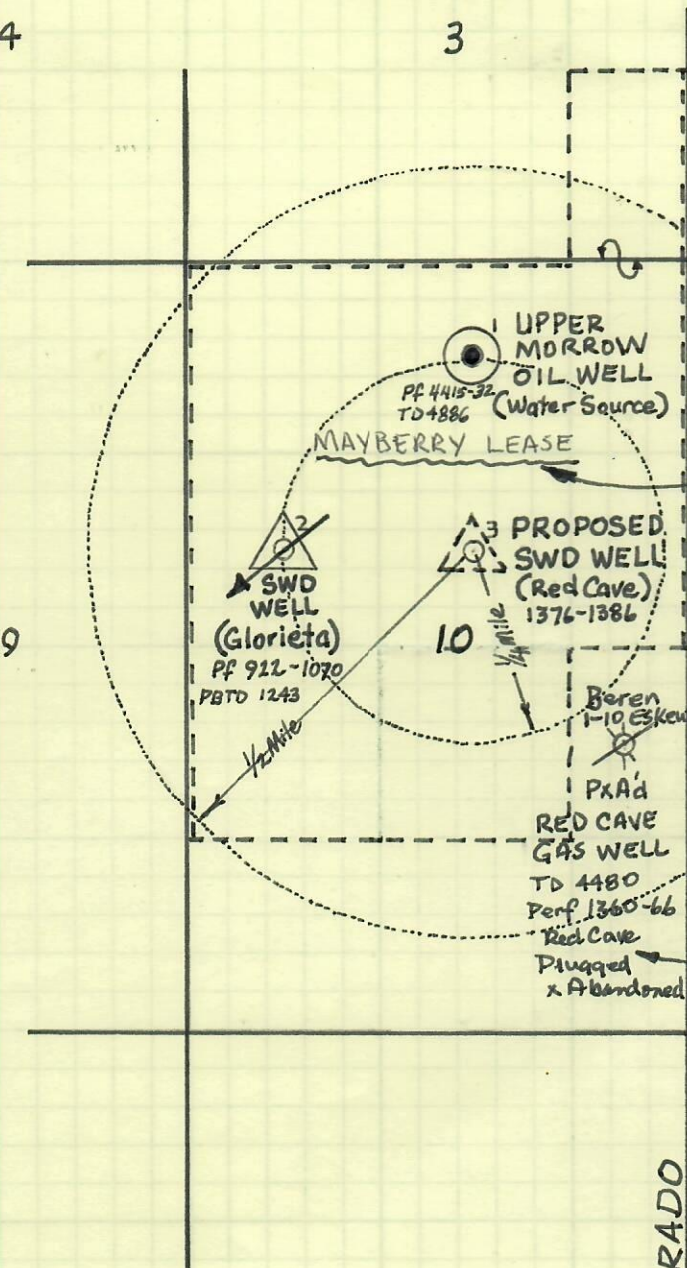 4
3
1 UPPER
MORROW
OIL WELL
(Water Source)
Pf 4415-32
TD 4886
MAYBERRY LEASE
2
SWD
WELL
(Glorieta)
Pf 922-1070
PBTD 1243
3 PROPOSED
SWD WELL
(Red Cave)
1376-1386
9
10
1/4 mile
1/2 Mile
Beren
1-10 Eskew
PxA'd
RED CAVE
GAS WELL
TD 4480
Perf 1360-66
Red Cave
Plugged
x Abandoned
RADO